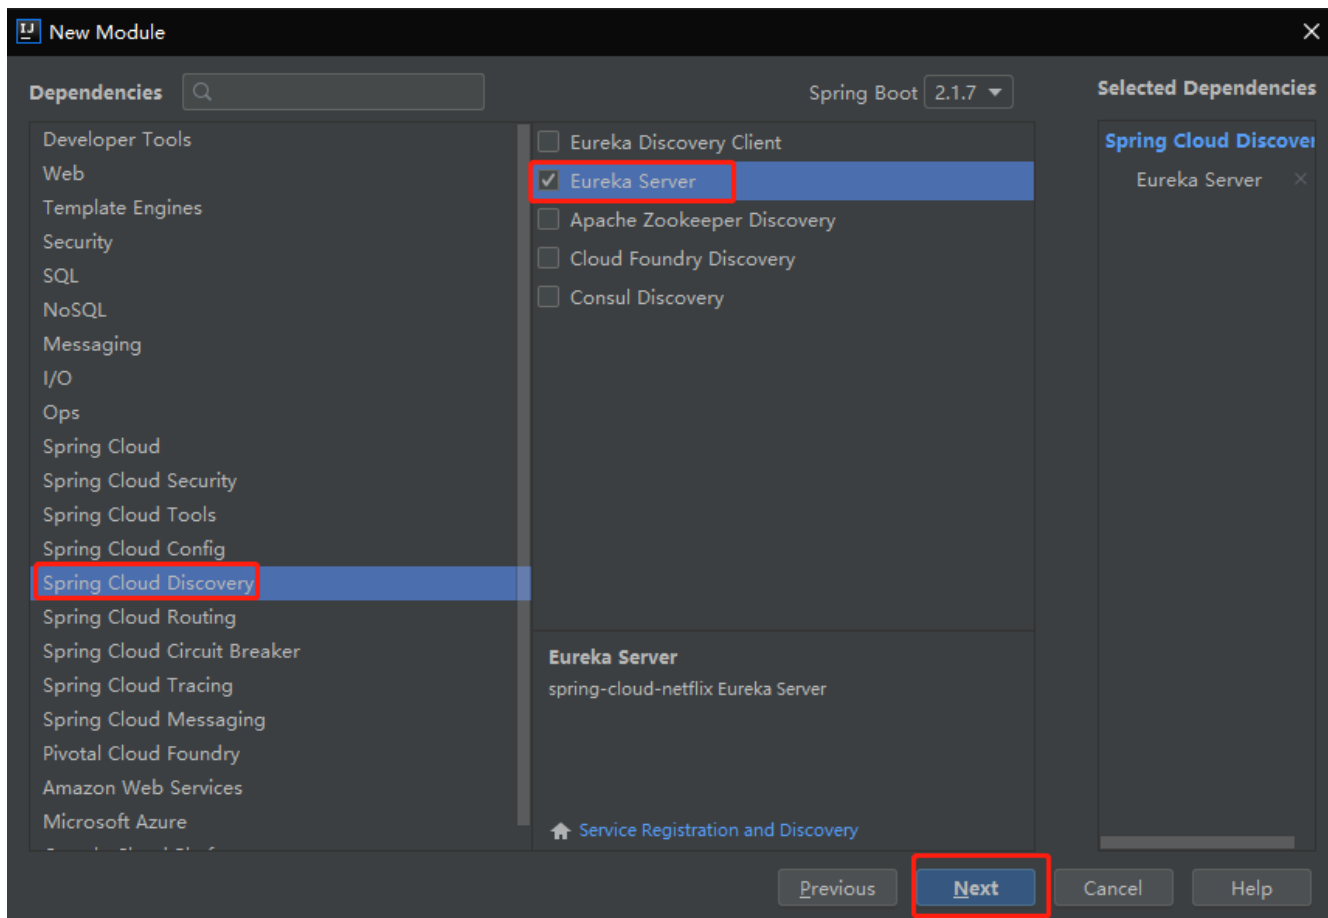 New Module
Dependencies
Spring Boot 2.1.7
Selected Dependencies
Developer Tools
Web
Template Engines
Security
SQL
NoSQL
Messaging
I/O
Ops
Spring Cloud
Spring Cloud Security
Spring Cloud Tools
Spring Cloud Config
Spring Cloud Discovery
Spring Cloud Routing
Spring Cloud Circuit Breaker
Spring Cloud Tracing
Spring Cloud Messaging
Pivotal Cloud Foundry
Amazon Web Services
Microsoft Azure
Eureka Discovery Client
Eureka Server
Apache Zookeeper Discovery
Cloud Foundry Discovery
Consul Discovery
Eureka Server
spring-cloud-netflix Eureka Server
Service Registration and Discovery
Spring Cloud Discover
Eureka Server
Previous
Next
Cancel
Help